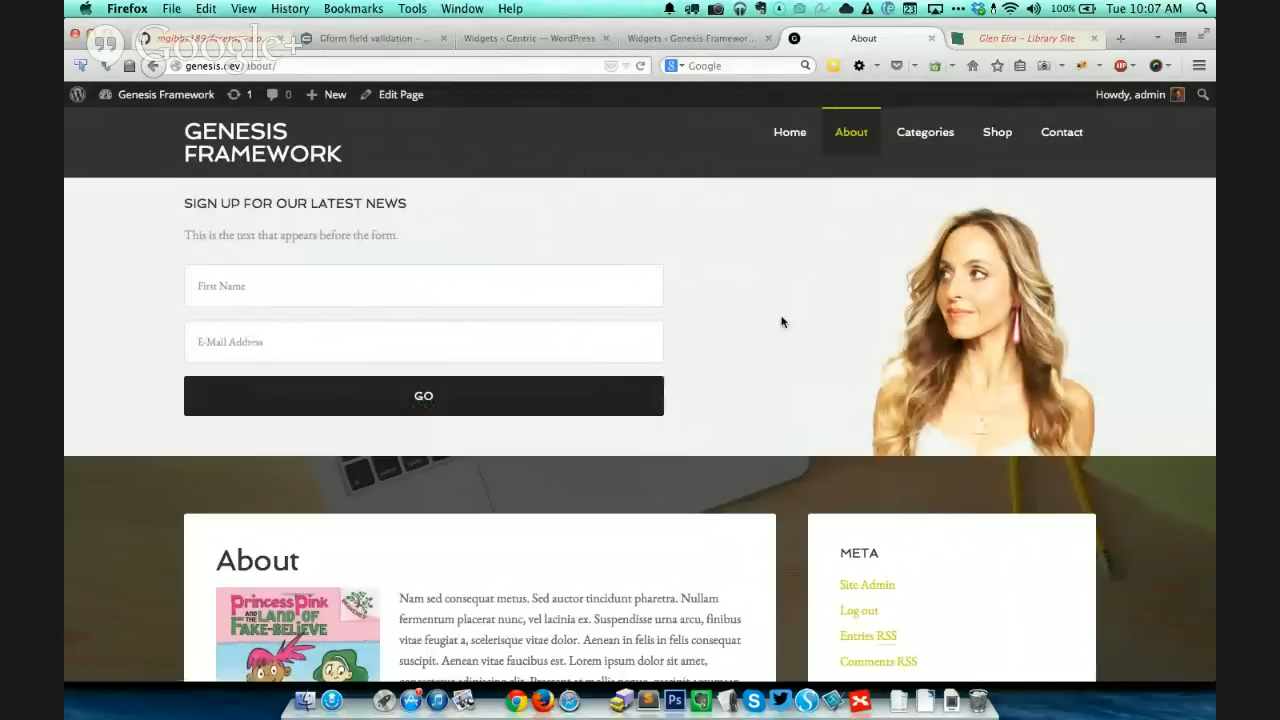 Firefox File Edit View History Bookmarks Tools Window Help 100% Tue 10:07 AM
Google+
Gform field validation – ... Widgets ‹ Centric — WordPress Widgets ‹ Genesis Framewor... About Glen Eira – Library Site
genesis.dev/about/ Google
Genesis Framework 1 0 New Edit Page Howdy, admin
GENESIS
FRAMEWORK
Home About Categories Shop Contact
SIGN UP FOR OUR LATEST NEWS
This is the text that appears before the form.
First Name
E-Mail Address
GO
About
META
Site Admin
Log out
Entries RSS
Comments RSS
Princess Pink
AND THE
LAND OF
FAKE-BELIEVE
Nam sed consequat metus. Sed auctor tincidunt pharetra. Nullam
fermentum placerat nunc, vel lacinia ex. Suspendisse urna arcu, finibus
vitae feugiat a, scelerisque vitae dolor. Aenean in felis in felis consequat
suscipit. Aenean vitae faucibus est. Lorem ipsum dolor sit amet,